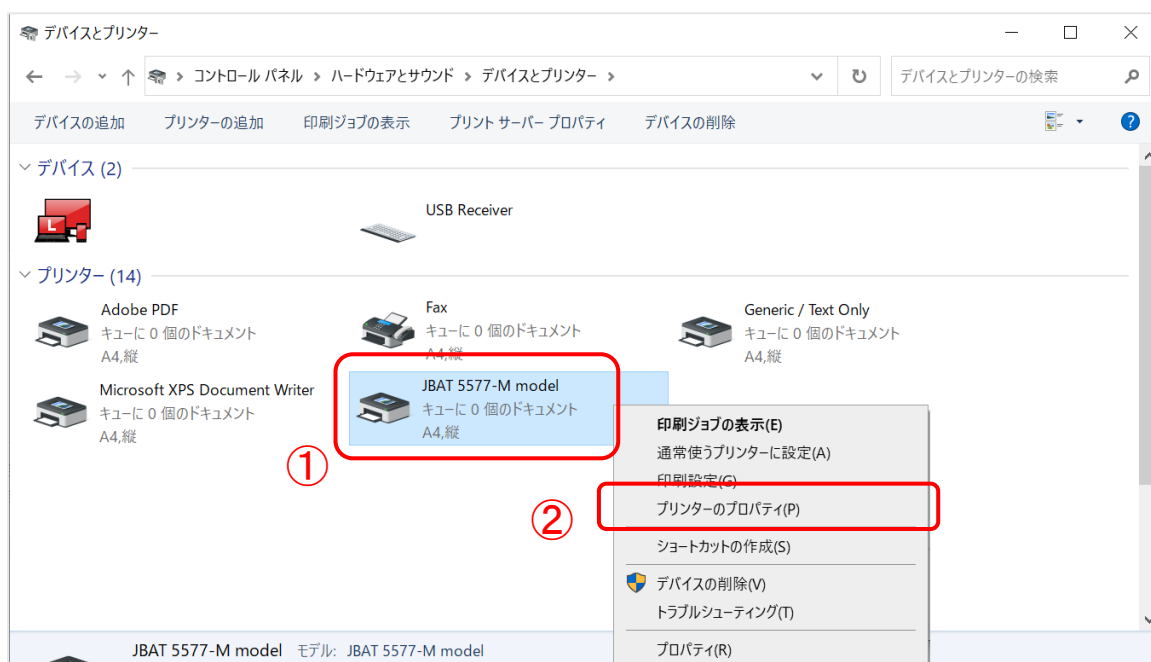 デバイスとプリンター
コントロール パネル > ハードウェアとサウンド > デバイスとプリンター >
デバイスとプリンターの検索
デバイスの追加 プリンターの追加 印刷ジョブの表示 プリント サーバー プロパティ デバイスの削除
デバイス (2)
L
USB Receiver
プリンター (14)
Adobe PDF
キューに 0 個のドキュメント
A4,縦
Fax
キューに 0 個のドキュメント
A4,縦
Generic / Text Only
キューに 0 個のドキュメント
A4,縦
Microsoft XPS Document Writer
キューに 0 個のドキュメント
A4,縦
JBAT 5577-M model
キューに 0 個のドキュメント
A4,縦
①
②
印刷ジョブの表示(E)
通常使うプリンターに設定(A)
印刷設定(G)
プリンターのプロパティ(P)
ショートカットの作成(S)
デバイスの削除(V)
トラブルシューティング(T)
プロパティ(R)
JBAT 5577-M model モデル: JBAT 5577-M model